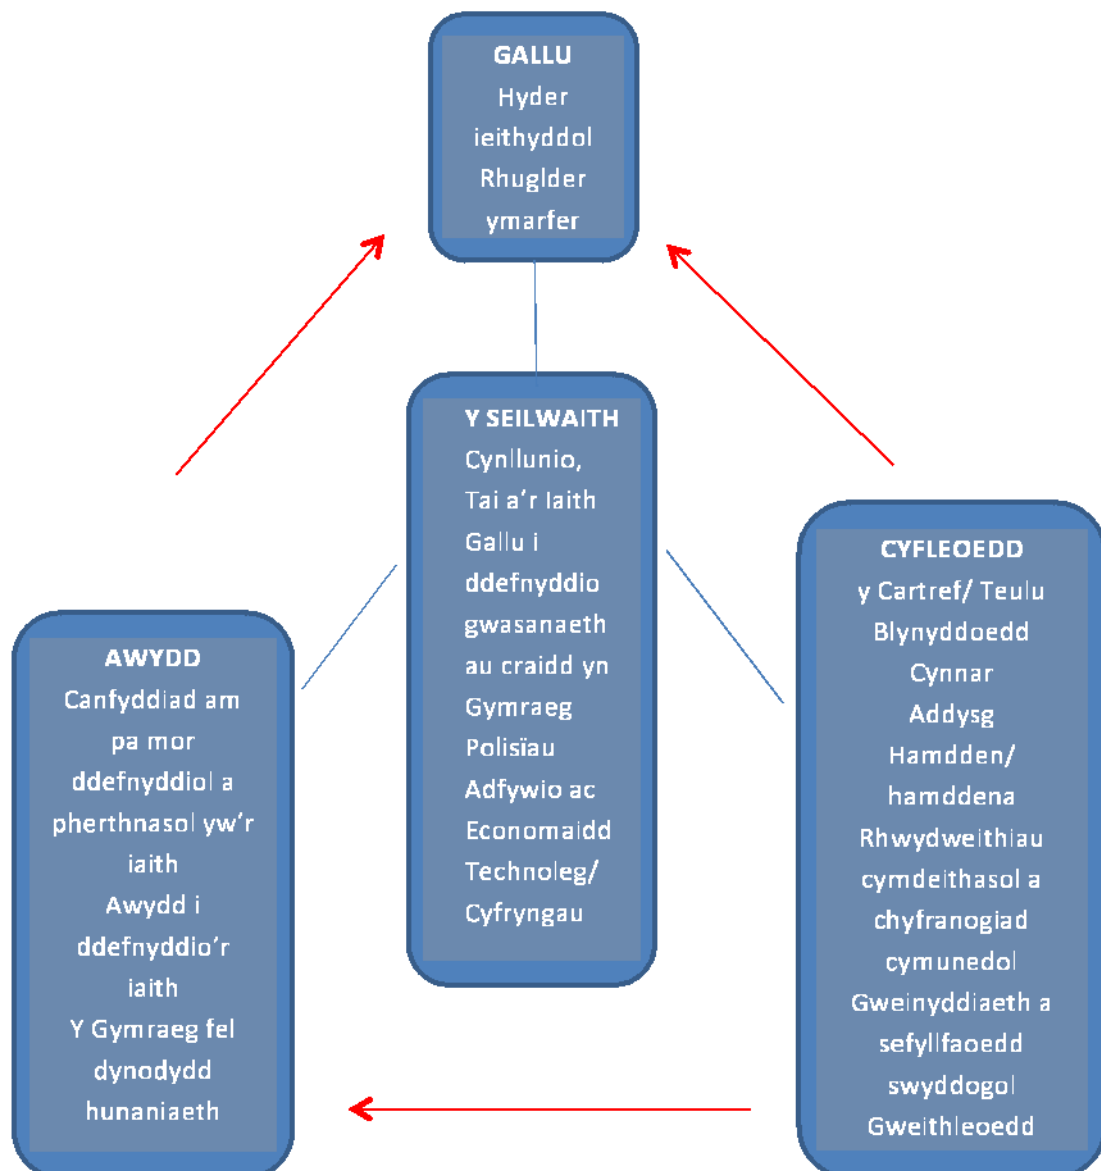 GALLU
Hyder
ieithyddol
Rhuglder
ymarfer
Y SEILWAITH
Cynllunio,
Tai a'r Iaith
Gallu i
ddefnyddio
gwasanaeth
au craidd yn
Gymraeg
Polisïau
Adfywio ac
Economaidd
Technoleg/
Cyfryngau
AWYDD
Canfyddiad am
pa mor
ddefnyddiol a
pherthnasol yw'r
iaith
Awydd i
ddefnyddio'r
iaith
Y Gymraeg fel
dynodydd
hunaniaeth
CYFLEOEDD
y Cartref/ Teulu
Blynyddoedd
Cynnar
Addysg
Hamdden/
hamddena
Rhwydweithiau
cymdeithasol a
chyfranogiad
cymunedol
Gweinyddiaeth a
sefyllfaoedd
swyddogol
Gweithleoedd